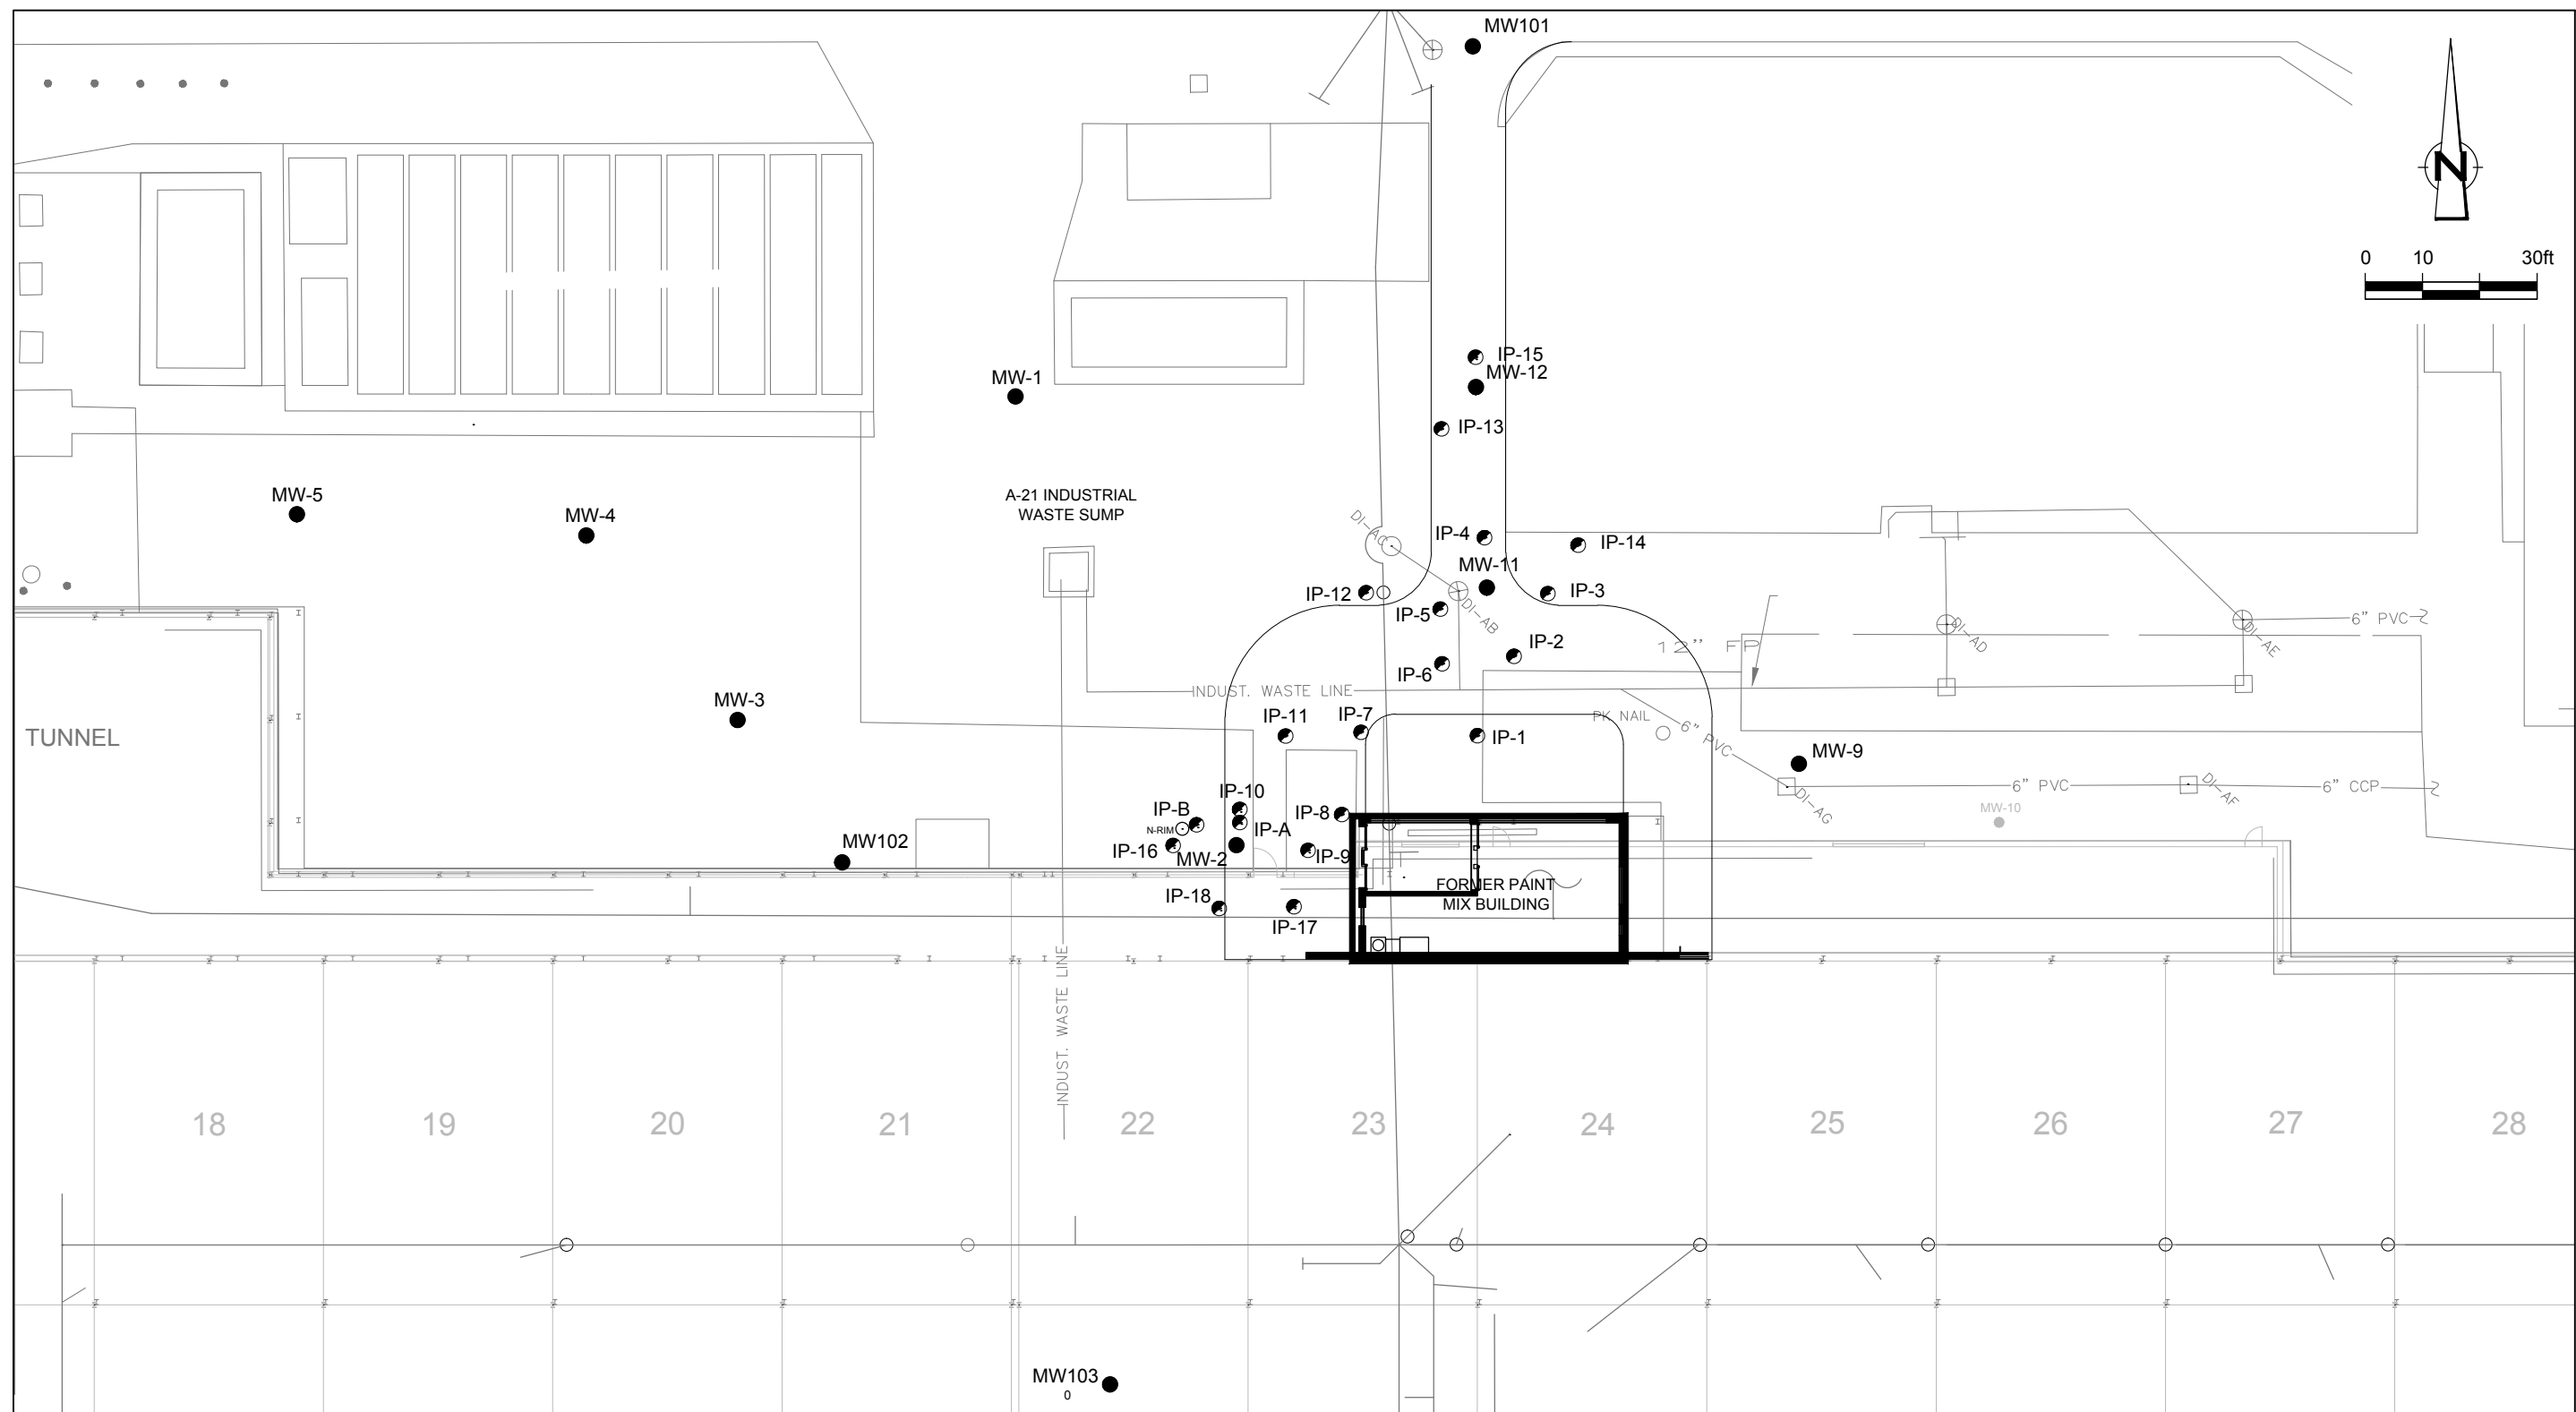 MW101
N
0 10 30ft
IP-15
MW-12
MW-1
IP-13
MW-5
A-21 INDUSTRIAL
WASTE SUMP
MW-4
DI-AC
IP-4
IP-14
MW-11
IP-12
IP-3
IP-5
DI-AB
6" PVC
DI-AD
DI-AE
12" FP
IP-2
IP-6
INDUST. WASTE LINE
MW-3
IP-11
IP-7
PK NAIL
6" PVC
TUNNEL
IP-1
MW-9
6" PVC
DI-AF
6" CCP
DI-AG
MW-10
IP-10
IP-B
IP-8
N-RIM
IP-A
MW102
IP-16
MW-2
IP-9
FORMER PAINT
MIX BUILDING
IP-18
IP-17
INDUST. WASTE LINE
18 19 20 21 22 23 24 25 26 27 28
MW103
0